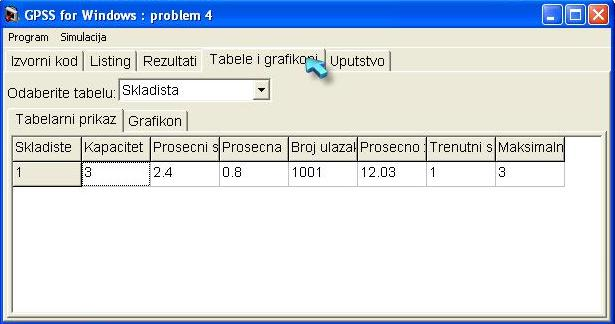 GPSS for Windows : problem 4
Program Simulacija
Izvorni kod Listing Rezultati Tabele i grafikoni Uputstvo
Odaberite tabelu: Skladista
Tabelarni prikaz Grafikon
Skladiste Kapacitet Prosecni s Prosecna Broj ulazak Prosecno Trenutni s Maksimaln
1 3 2.4 0.8 1001 12.03 1 3